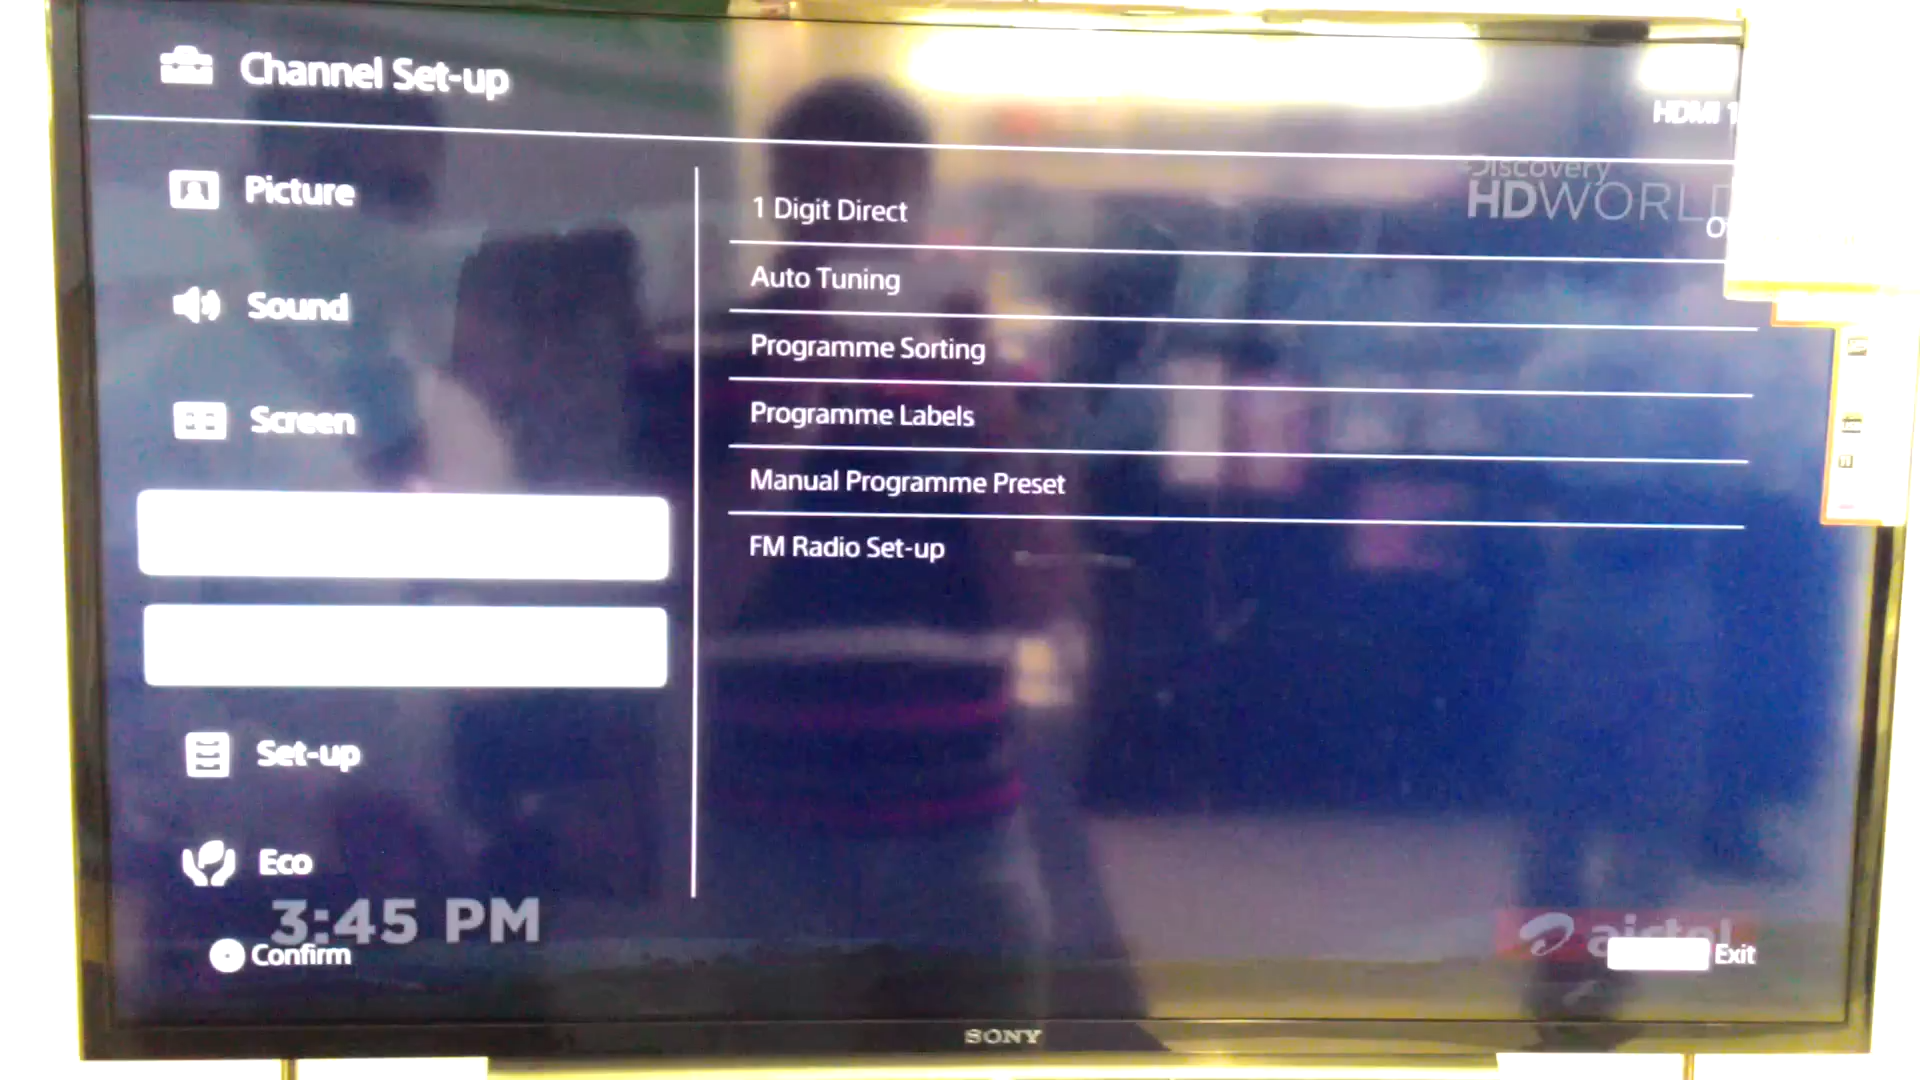 Channel Set-up
HDMI 1
Picture
Sound
Screen
Set-up
Eco
1 Digit Direct
Auto Tuning
Programme Sorting
Programme Labels
Manual Programme Preset
FM Radio Set-up
Discovery
HDWORLD
3:45 PM
airtel
Confirm
Exit
SONY